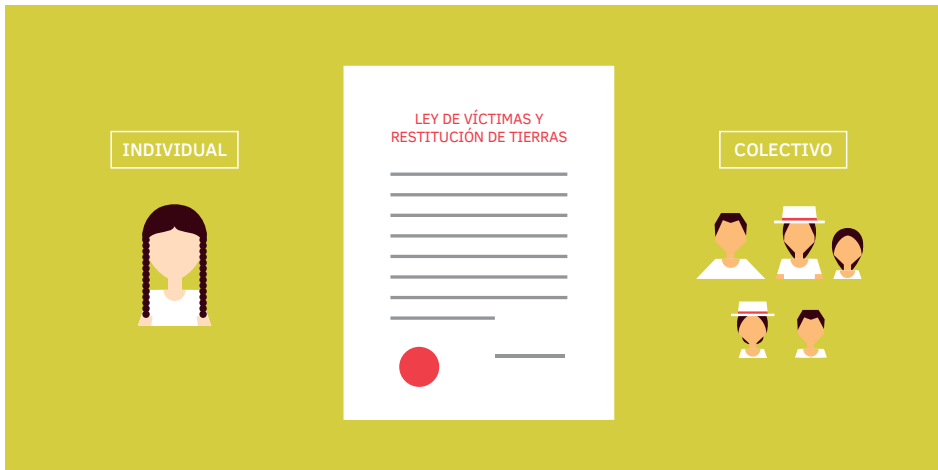 INDIVIDUAL
LEY DE VÍCTIMAS Y
RESTITUCIÓN DE TIERRAS
COLECTIVO